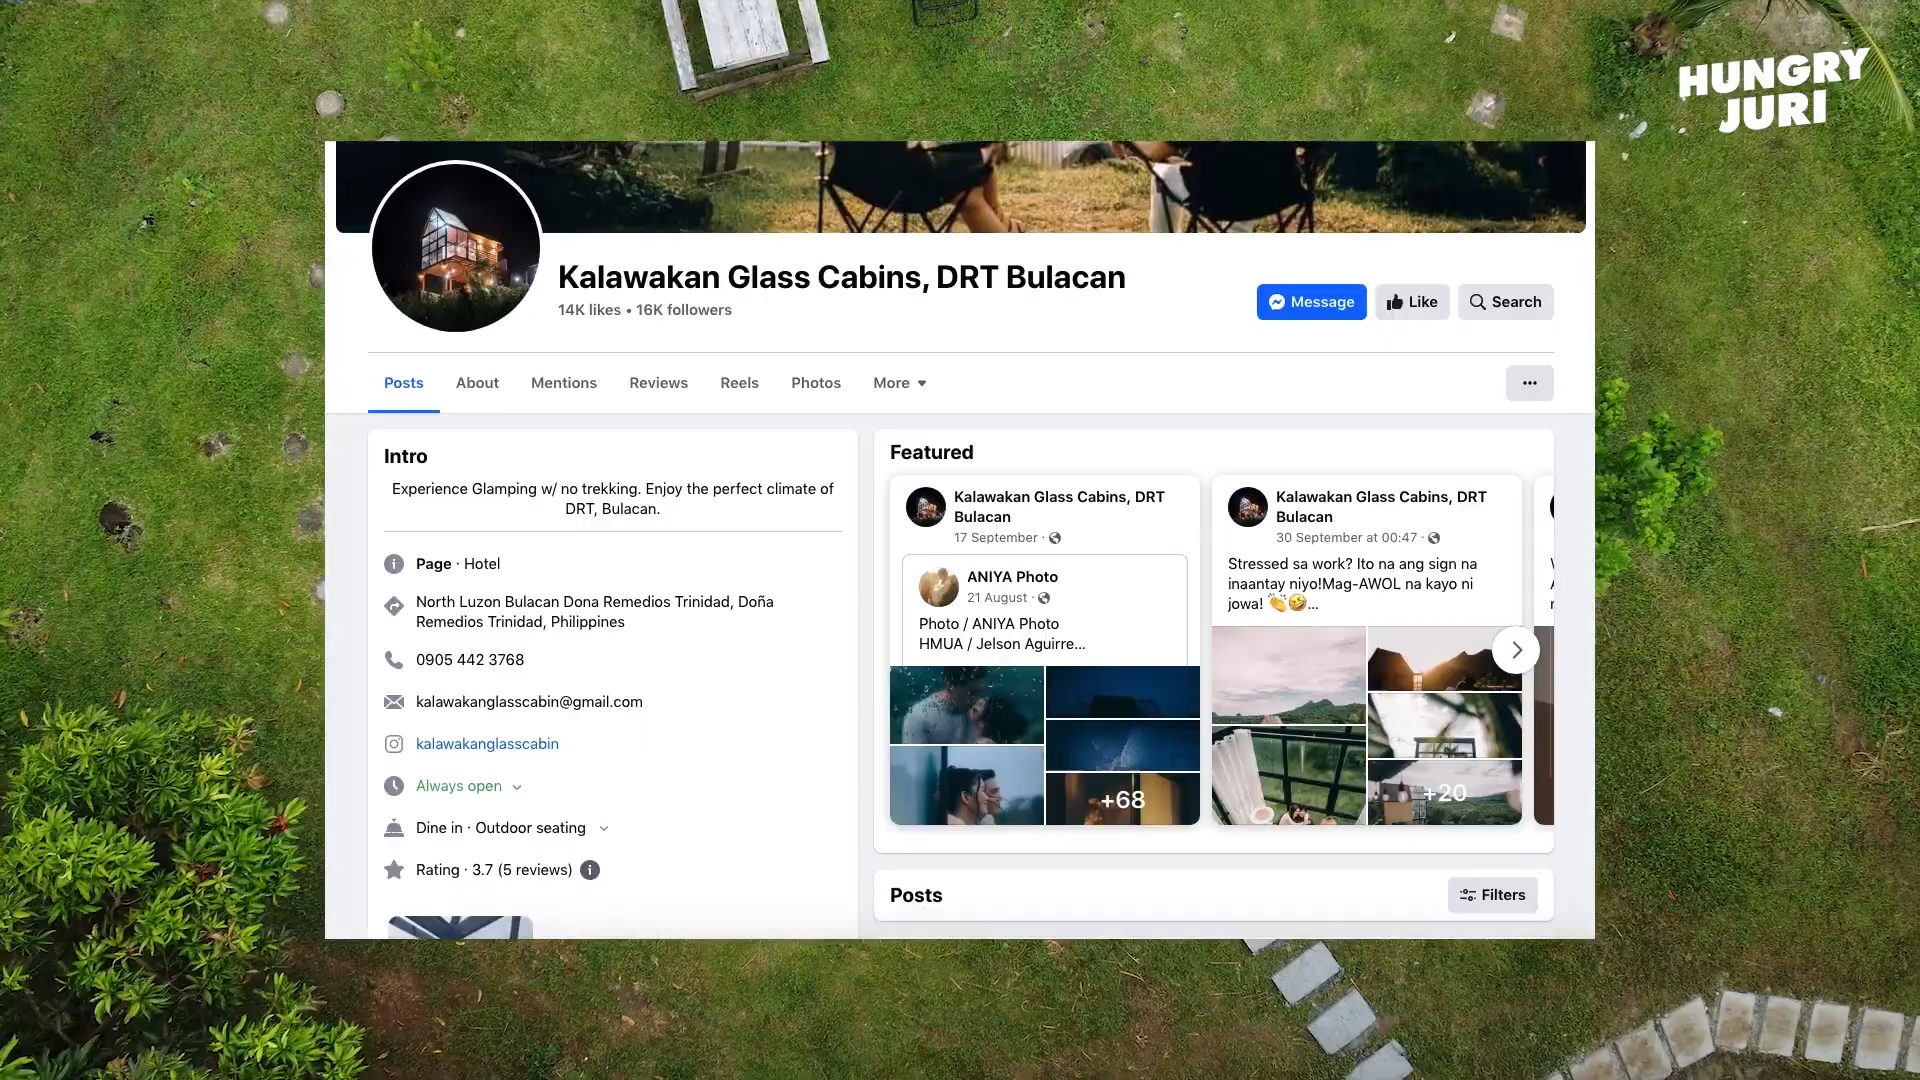 HUNGRY
JURI
Kalawakan Glass Cabins, DRT Bulacan
14K likes • 16K followers
Message
Like
Search
Posts
About
Mentions
Reviews
Reels
Photos
More
Intro
Experience Glamping w/ no trekking. Enjoy the perfect climate of
DRT, Bulacan.
Page · Hotel
North Luzon Bulacan Dona Remedios Trinidad, Doña
Remedios Trinidad, Philippines
0905 442 3768
kalawakanglasscabin@gmail.com
kalawakanglasscabin
Always open
Dine in · Outdoor seating
Rating · 3.7 (5 reviews)
Featured
Kalawakan Glass Cabins, DRT
Bulacan
17 September ·
ANIYA Photo
21 August ·
Photo / ANIYA Photo
HMUA / Jelson Aguirre...
+68
Kalawakan Glass Cabins, DRT
Bulacan
30 September at 00:47 ·
Stressed sa work? Ito na ang sign na
inaantay niyo!Mag-AWOL na kayo ni
jowa! 👏🤣...
+20
Posts
Filters